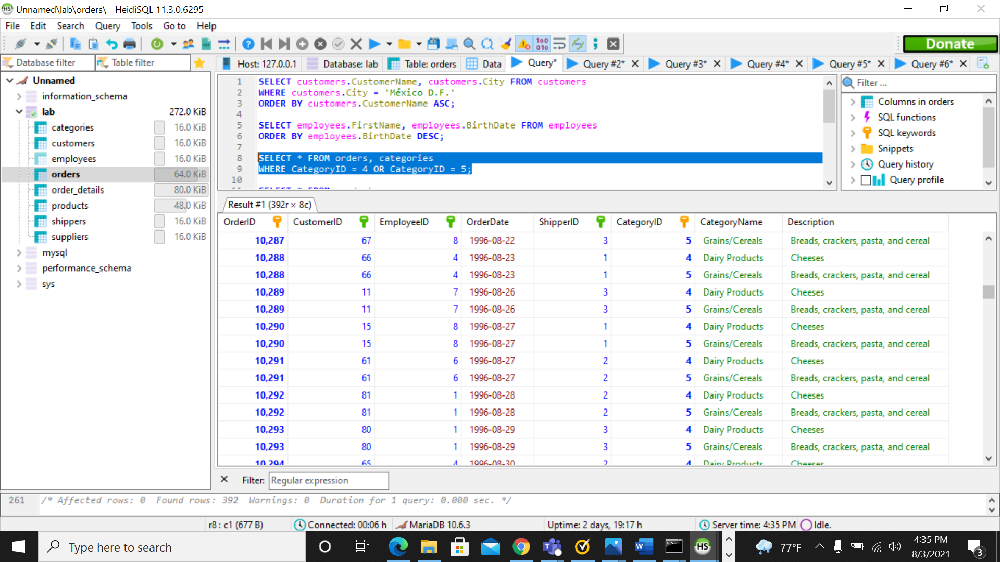 Unnamed\lab\orders\ - HeidiSQL 11.3.0.6295
File Edit Search Query Tools Go to Help
Donate
Database filter Table filter
Host: 127.0.0.1 Database: lab Table: orders Data Query* Query #2* Query #3* Query #4* Query #5* Query #6*
Unnamed
information_schema
lab 272.0 KiB
categories 16.0 KiB
customers 16.0 KiB
employees 16.0 KiB
orders 64.0 KiB
order_details 80.0 KiB
products 48.0 KiB
shippers 16.0 KiB
suppliers 16.0 KiB
mysql
performance_schema
sys
1 SELECT customers.CustomerName, customers.City FROM customers
2 WHERE customers.City = 'México D.F.'
3 ORDER BY customers.CustomerName ASC;
4
5 SELECT employees.FirstName, employees.BirthDate FROM employees
6 ORDER BY employees.BirthDate DESC;
7
8 SELECT * FROM orders, categories
9 WHERE CategoryID = 4 OR CategoryID = 5;
10
Filter ...
Columns in orders
SQL functions
SQL keywords
Snippets
Query history
Query profile
Result #1 (392r × 8c)
OrderID CustomerID EmployeeID OrderDate ShipperID CategoryID CategoryName Description
10,287 67 8 1996-08-22 3 5 Grains/Cereals Breads, crackers, pasta, and cereal
10,288 66 4 1996-08-23 1 4 Dairy Products Cheeses
10,288 66 4 1996-08-23 1 5 Grains/Cereals Breads, crackers, pasta, and cereal
10,289 11 7 1996-08-26 3 4 Dairy Products Cheeses
10,289 11 7 1996-08-26 3 5 Grains/Cereals Breads, crackers, pasta, and cereal
10,290 15 8 1996-08-27 1 4 Dairy Products Cheeses
10,290 15 8 1996-08-27 1 5 Grains/Cereals Breads, crackers, pasta, and cereal
10,291 61 6 1996-08-27 2 4 Dairy Products Cheeses
10,291 61 6 1996-08-27 2 5 Grains/Cereals Breads, crackers, pasta, and cereal
10,292 81 1 1996-08-28 2 4 Dairy Products Cheeses
10,292 81 1 1996-08-28 2 5 Grains/Cereals Breads, crackers, pasta, and cereal
10,293 80 1 1996-08-29 3 4 Dairy Products Cheeses
10,293 80 1 1996-08-29 3 5 Grains/Cereals Breads, crackers, pasta, and cereal
10,294 65 4 1996-08-30 2 4 Dairy Products Cheeses
Filter: Regular expression
261 /* Affected rows: 0 Found rows: 392 Warnings: 0 Duration for 1 query: 0.000 sec. */
r8 : c1 (677 B) Connected: 00:06 h MariaDB 10.6.3 Uptime: 2 days, 19:17 h Server time: 4:35 PM Idle.
Type here to search
HS
77°F
4:35 PM
8/3/2021
3